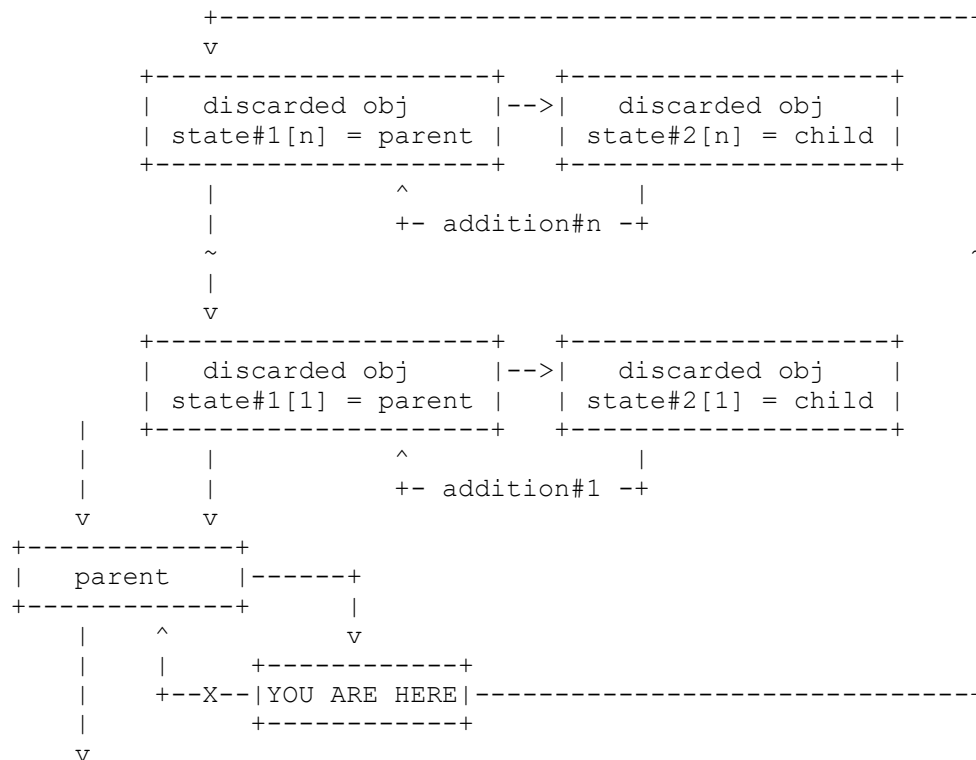 +-----------------------------------------------
                v
           +---------------------+   +-------------------+
           |   discarded obj     |-->|   discarded obj   |
           | state#1[n] = parent |   | state#2[n] = child |
           +---------------------+   +-------------------+
                |           ^              |
                |           +- addition#n -+
                ~                                               ~
                |
                v
           +---------------------+   +-------------------+
           |   discarded obj     |-->|   discarded obj   |
           | state#1[1] = parent |   | state#2[1] = child |
       |   +---------------------+   +-------------------+
       |        |           ^              |
       |        |           +- addition#1 -+
       v        v
   +-------------+
   |   parent    |------+
   +-------------+      |
       |    ^           v
       |    |     +------------+
       |    +--X--|YOU ARE HERE|--------------------------------
       |          +------------+
       v